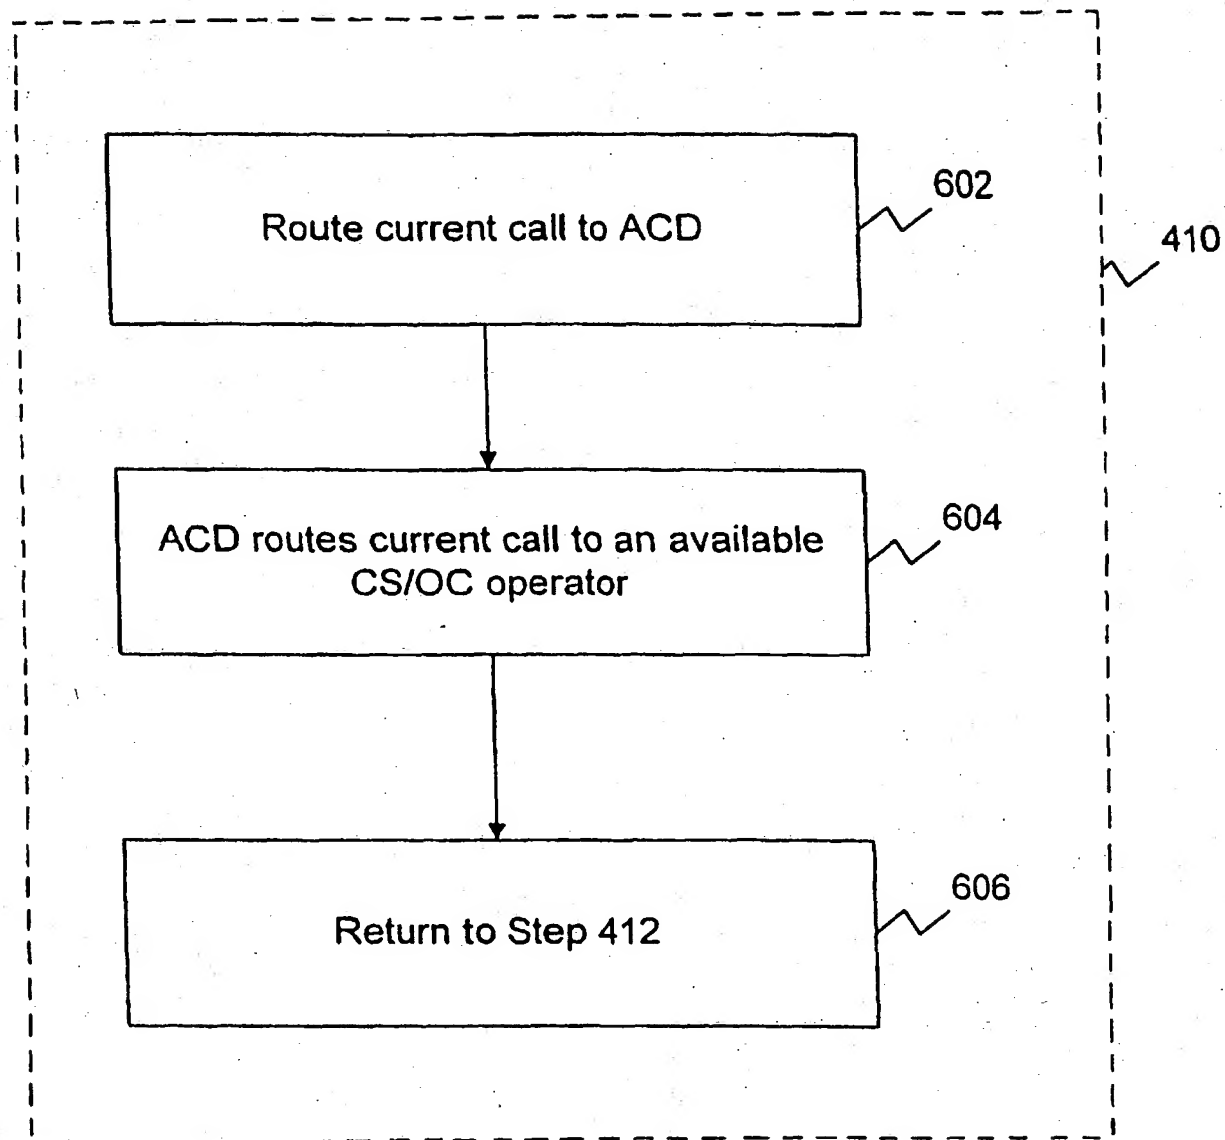 Route current call to ACD
602
410
ACD routes current call to an available
CS/OC operator
604
Return to Step 412
606